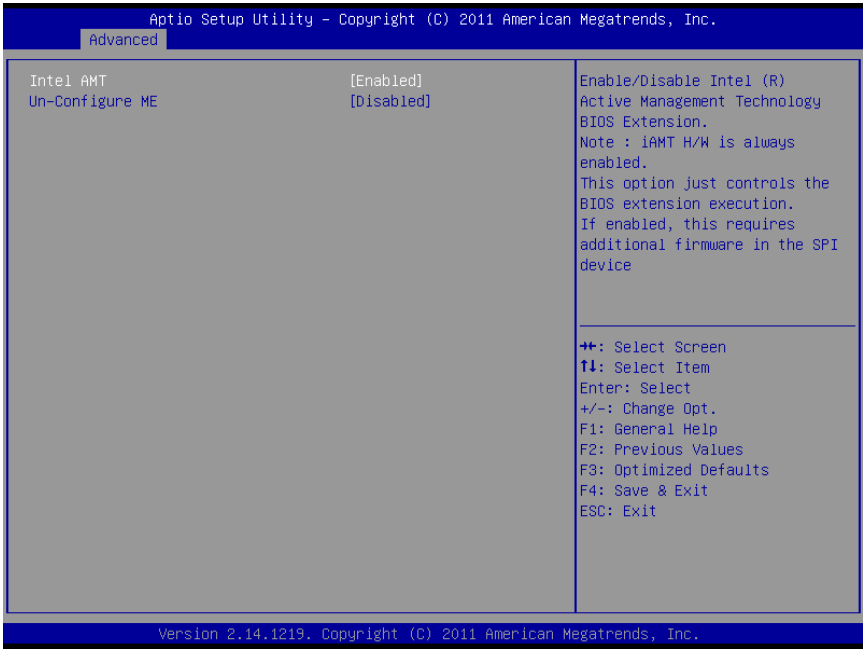 Aptio Setup Utility – Copyright (C) 2011 American Megatrends, Inc.
Advanced
Intel AMT [Enabled]
Un-Configure ME [Disabled]
Enable/Disable Intel (R)
Active Management Technology
BIOS Extension.
Note : iAMT H/W is always
enabled.
This option just controls the
BIOS extension execution.
If enabled, this requires
additional firmware in the SPI
device
→←: Select Screen
↑↓: Select Item
Enter: Select
+/-: Change Opt.
F1: General Help
F2: Previous Values
F3: Optimized Defaults
F4: Save & Exit
ESC: Exit
Version 2.14.1219. Copyright (C) 2011 American Megatrends, Inc.